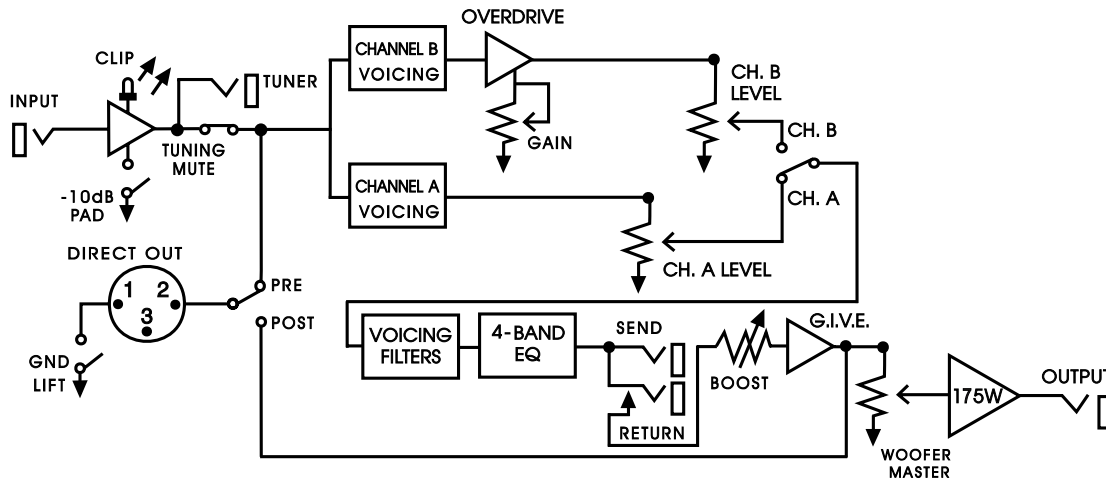 OVERDRIVE
CLIP
CHANNEL B
VOICING
TUNER
CH. B
LEVEL
INPUT
CH. B
GAIN
TUNING
MUTE
CHANNEL A
VOICING
-10dB
PAD
CH. A
DIRECT OUT
CH. A LEVEL
1 2
3
PRE
POST
G.I.V.E.
SEND
VOICING
FILTERS
4-BAND
EQ
GND
LIFT
BOOST
175W
OUTPUT
RETURN
WOOFER
MASTER